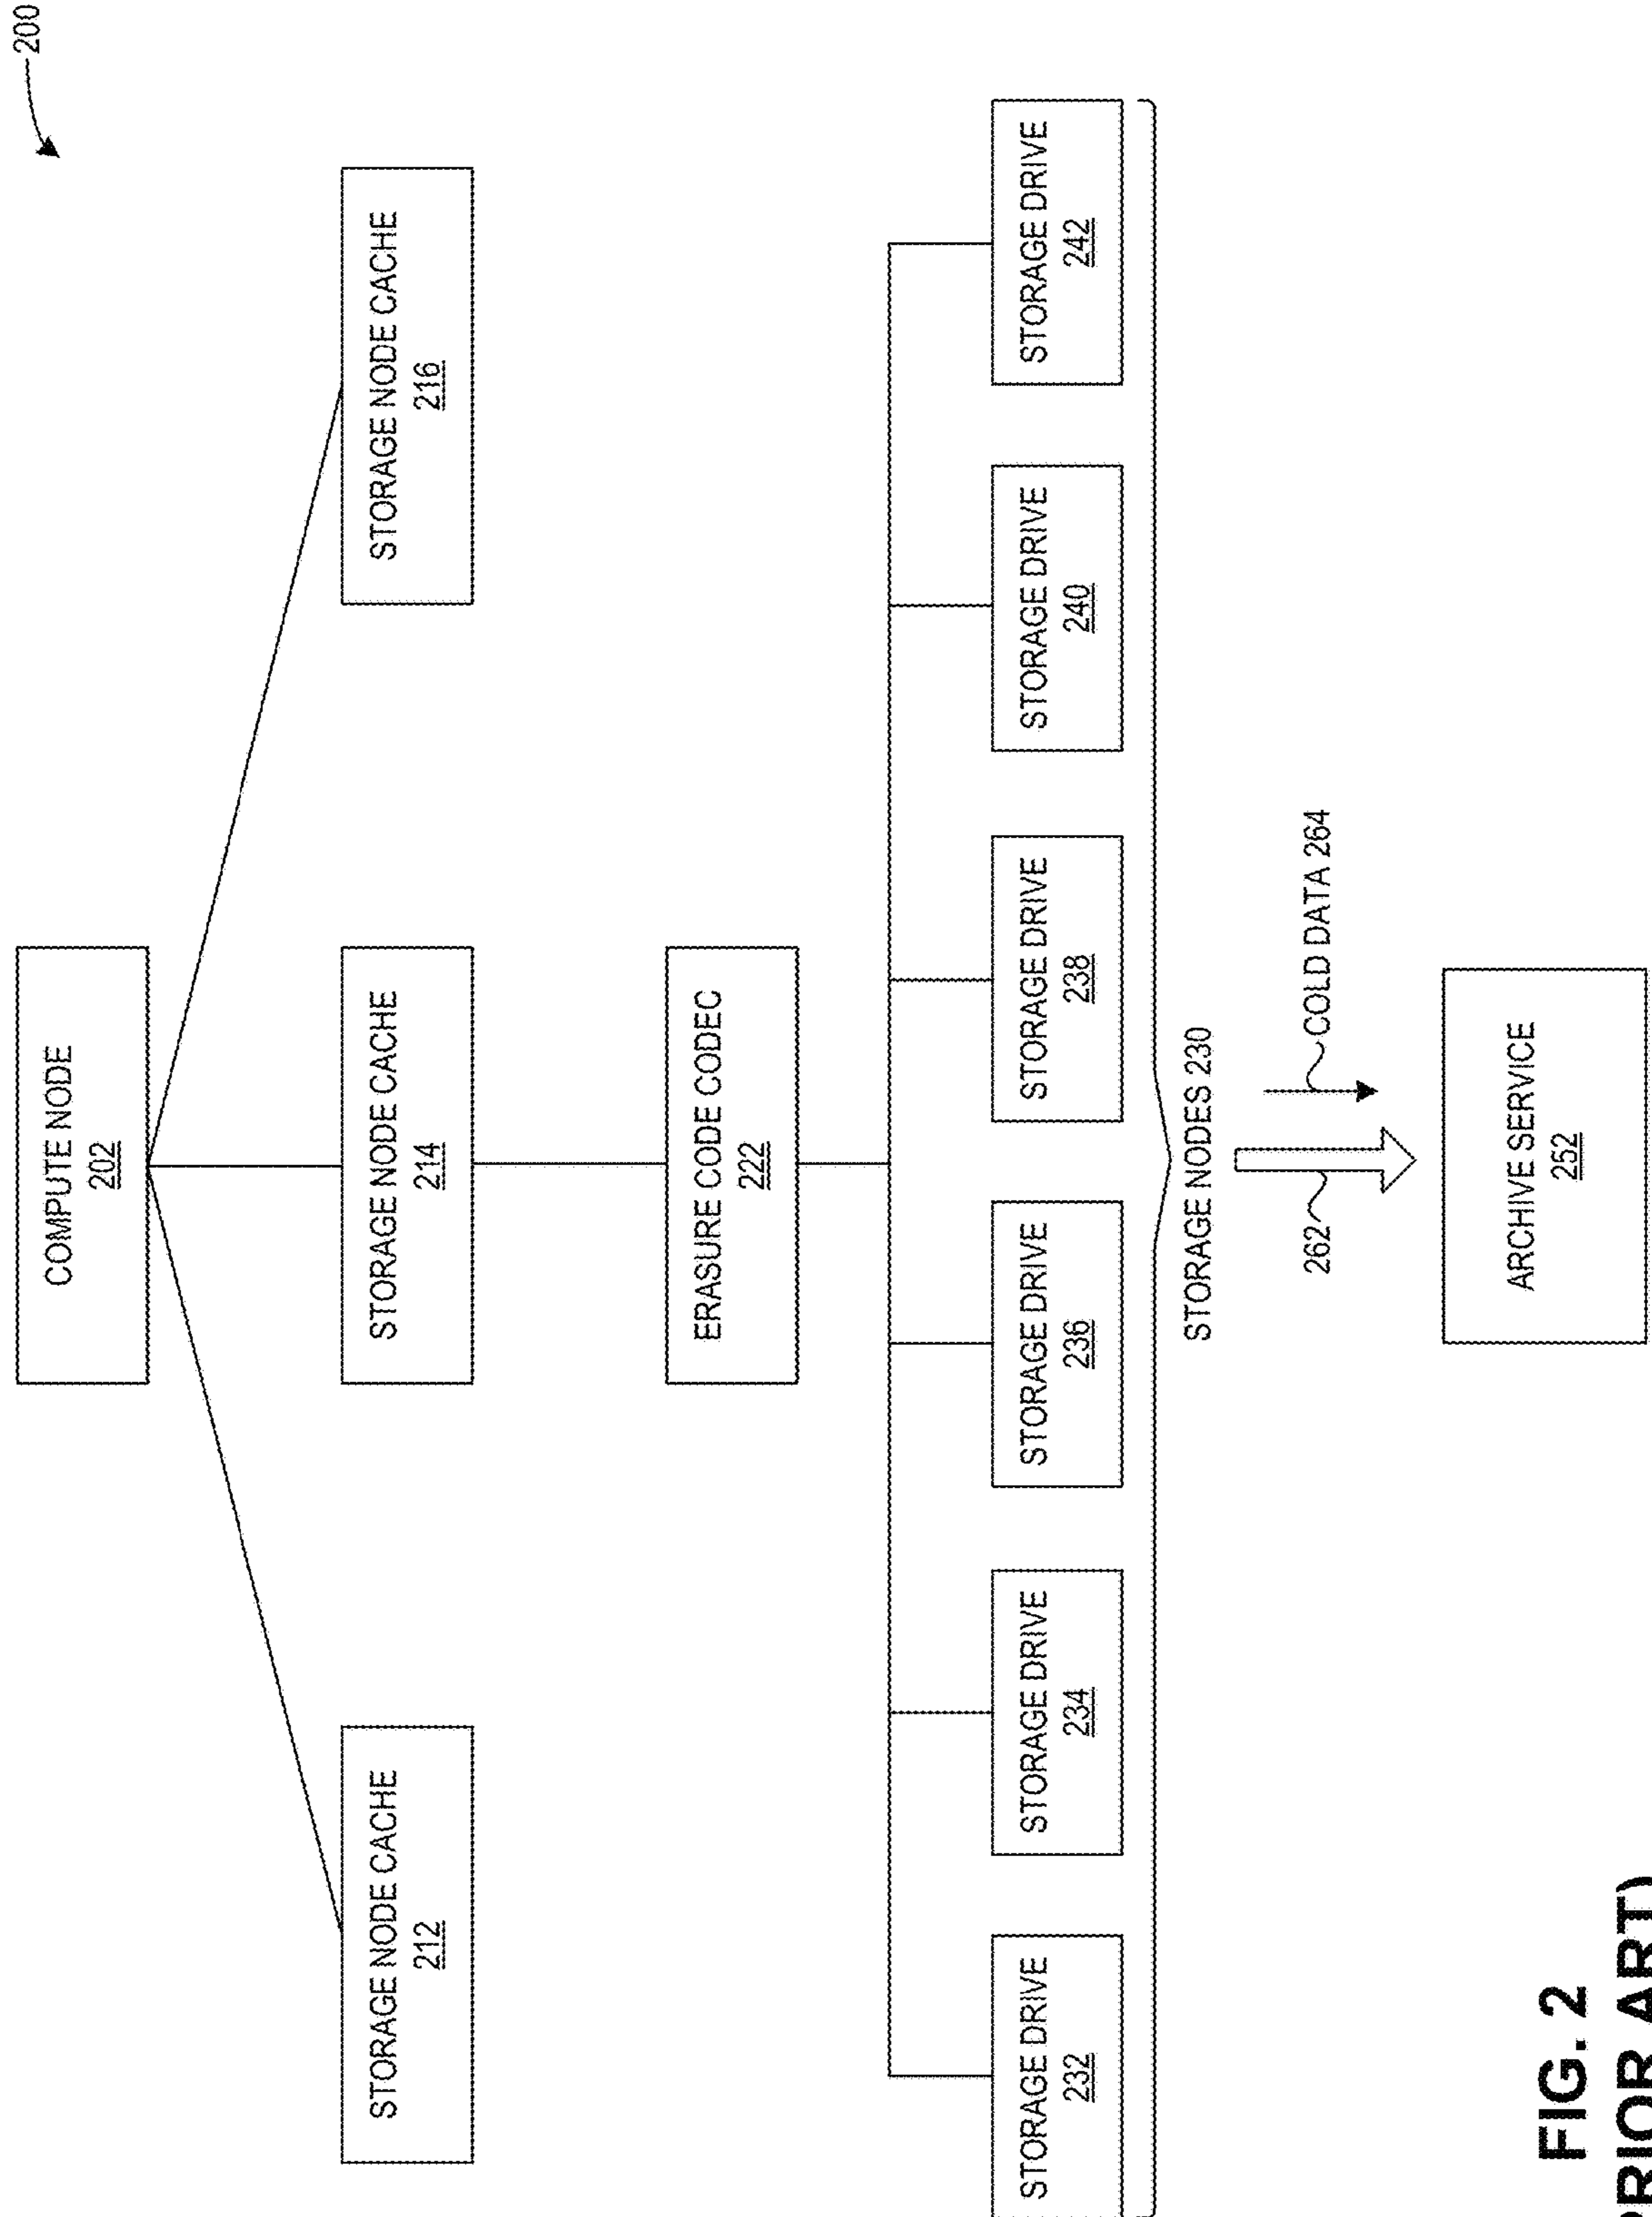 200
COMPUTE NODE
202
STORAGE NODE CACHE
212
STORAGE NODE CACHE
214
STORAGE NODE CACHE
216
ERASURE CODE CODEC
222
STORAGE DRIVE
232
STORAGE DRIVE
234
STORAGE DRIVE
236
STORAGE DRIVE
238
STORAGE DRIVE
240
STORAGE DRIVE
242
STORAGE NODES 230
262
COLD DATA 264
ARCHIVE SERVICE
252
FIG. 2
PRIOR ART)